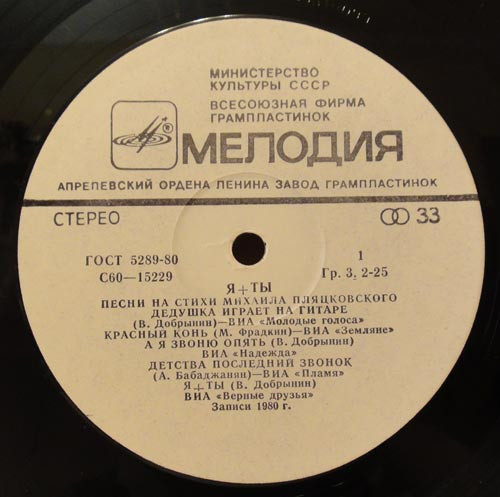 МИНИСТЕРСТВО
КУЛЬТУРЫ СССР
ВСЕСОЮЗНАЯ ФИРМА
ГРАМПЛАСТИНОК
МЕЛОДИЯ
АПРЕЛЕВСКИЙ ОРДЕНА ЛЕНИНА ЗАВОД ГРАМПЛАСТИНОК
СТЕРЕО 33
ГОСТ 5289-80 1
С60—15229 Гр. 3, 2-25
Я+ТЫ
ПЕСНИ НА СТИХИ МИХАИЛА ПЛЯЦКОВСКОГО
ДЕДУШКА ИГРАЕТ НА ГИТАРЕ
(В. Добрынин)—ВИА «Молодые голоса»
КРАСНЫЙ КОНЬ (М. Фрадкин)—ВИА «Земляне»
А Я ЗВОНЮ ОПЯТЬ (В. Добрынин)
ВИА «Надежда»
ДЕТСТВА ПОСЛЕДНИЙ ЗВОНОК
(А. Бабаджанян)—ВИА «Пламя»
Я+ТЫ (В. Добрынин)
ВИА «Верные друзья»
Записи 1980 г.